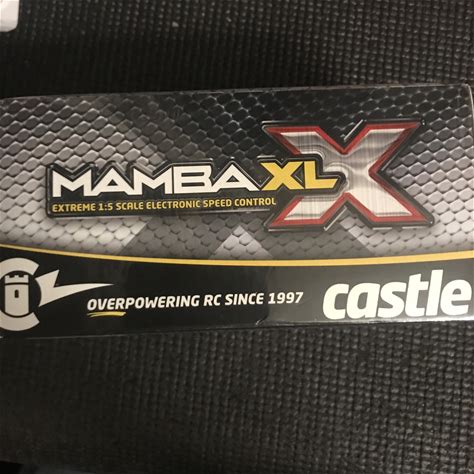 MAMBA XL X
EXTREME 1:5 SCALE ELECTRONIC SPEED CONTROL
OVERPOWERING RC SINCE 1997
castle